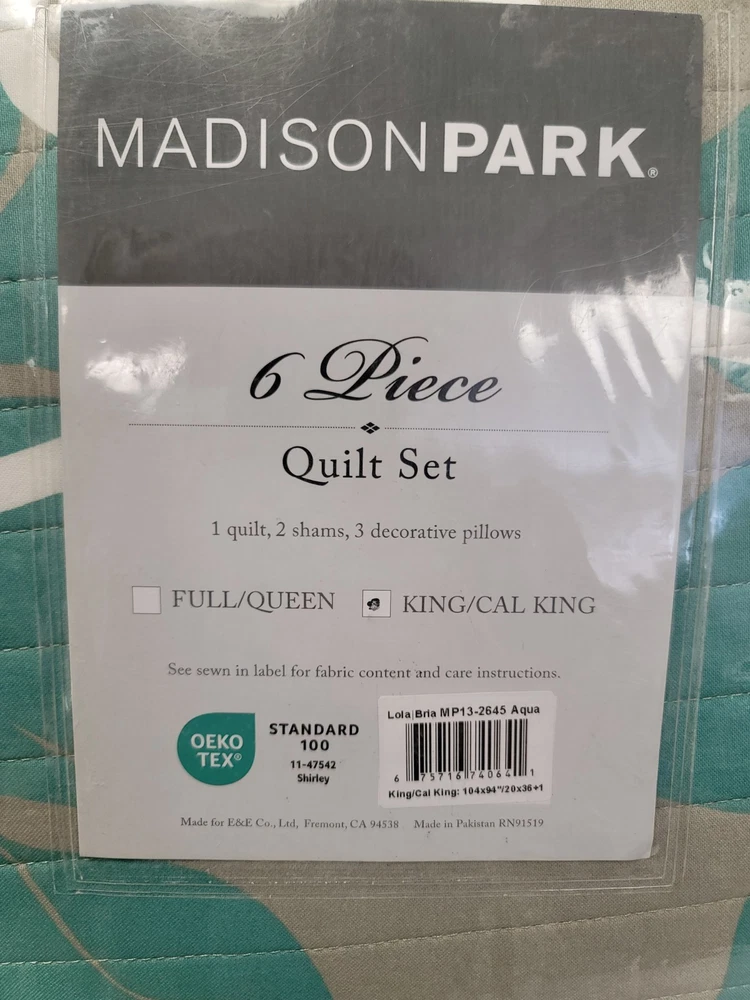 MADISONPARK®
6 Piece
Quilt Set
1 quilt, 2 shams, 3 decorative pillows
FULL/QUEEN KING/CAL KING
See sewn in label for fabric content and care instructions.
OEKO
TEX®
STANDARD
100
11-47542
Shirley
Lola/Bria MP13-2645 Aqua
6 75716 74064 1
King/Cal King: 104x94"/20x36+1
Made for E&E Co., Ltd, Fremont, CA 94538 Made in Pakistan RN91519